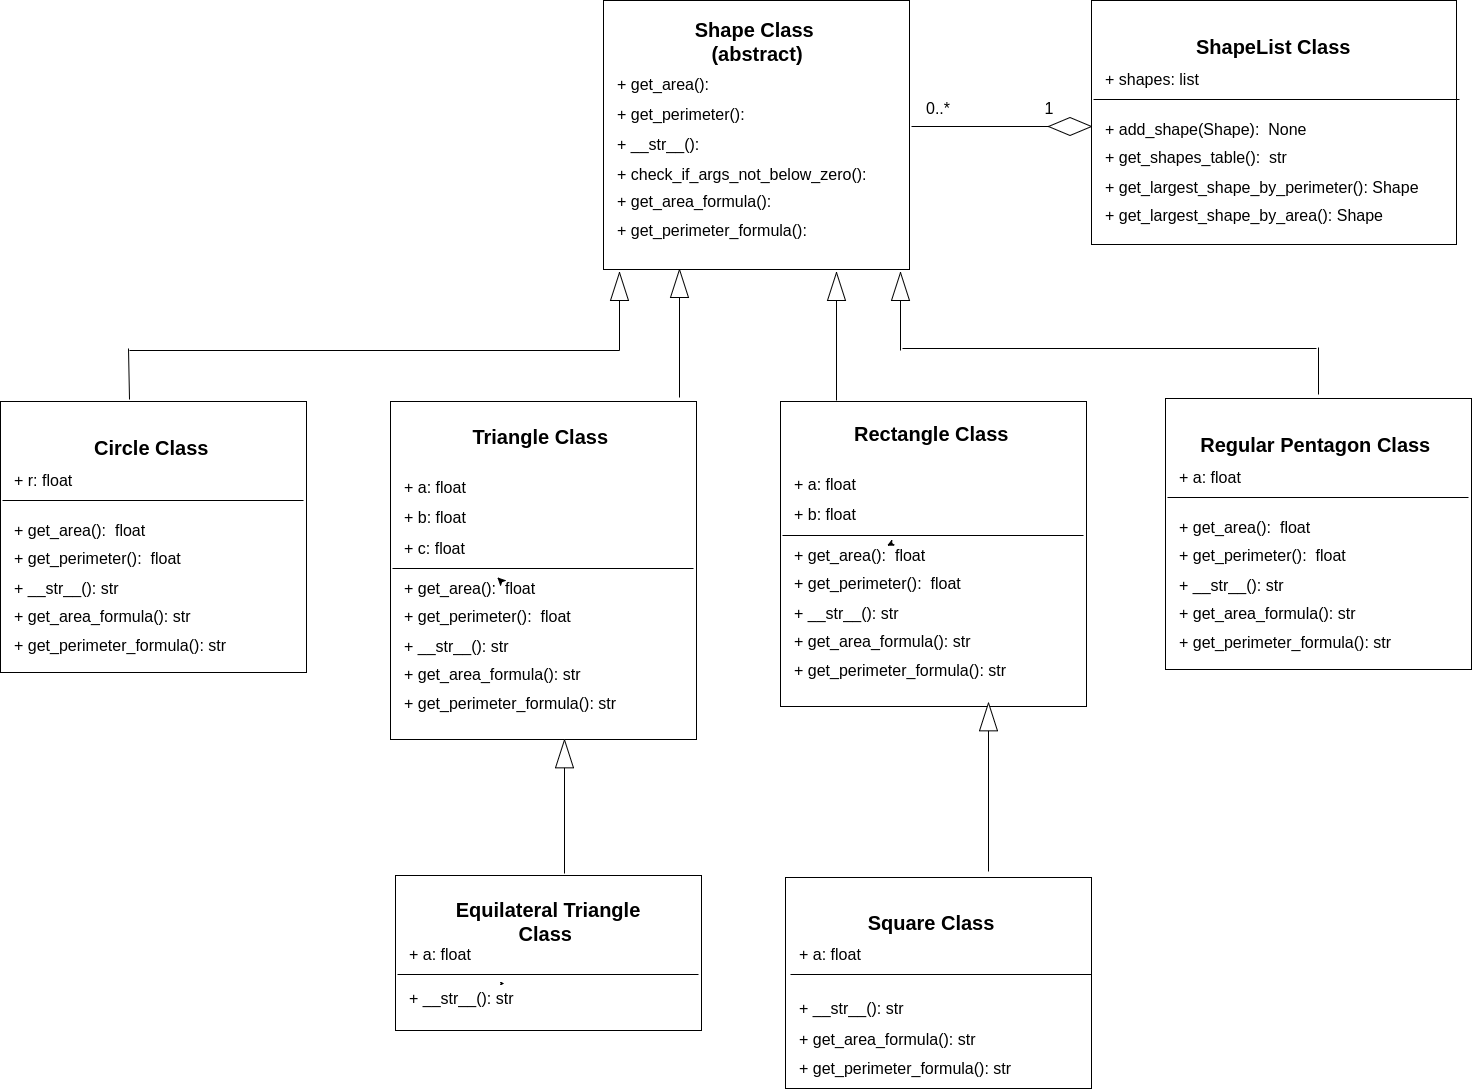 Shape Class
(abstract)
+ get_area():
+ get_perimeter():
+ __str__():
+ check_if_args_not_below_zero():
+ get_area_formula():
+ get_perimeter_formula():
0..*
1
ShapeList Class
+ shapes: list
+ add_shape(Shape):  None
+ get_shapes_table():  str
+ get_largest_shape_by_perimeter(): Shape
+ get_largest_shape_by_area(): Shape
Circle Class
+ r: float
+ get_area():  float
+ get_perimeter():  float
+ __str__(): str
+ get_area_formula(): str
+ get_perimeter_formula(): str
Triangle Class
+ a: float
+ b: float
+ c: float
+ get_area():  float
+ get_perimeter():  float
+ __str__(): str
+ get_area_formula(): str
+ get_perimeter_formula(): str
Rectangle Class
+ a: float
+ b: float
+ get_area():  float
+ get_perimeter():  float
+ __str__(): str
+ get_area_formula(): str
+ get_perimeter_formula(): str
Regular Pentagon Class
+ a: float
+ get_area():  float
+ get_perimeter():  float
+ __str__(): str
+ get_area_formula(): str
+ get_perimeter_formula(): str
Equilateral Triangle
Class
+ a: float
+ __str__(): str
Square Class
+ a: float
+ __str__(): str
+ get_area_formula(): str
+ get_perimeter_formula(): str